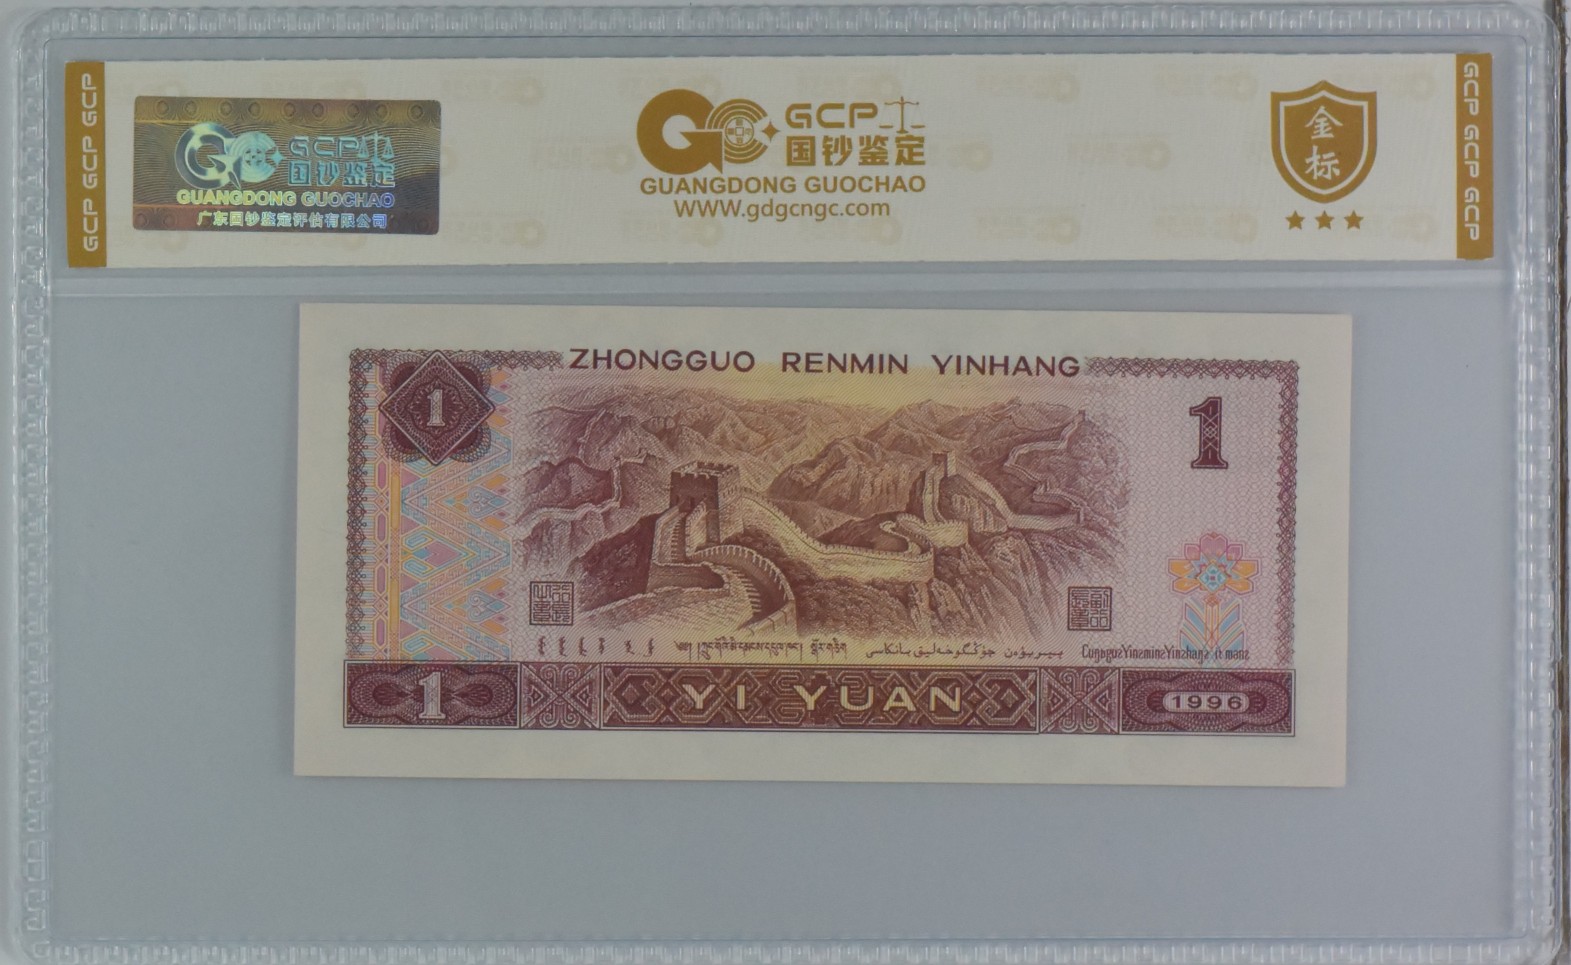 GCP GCP GCP
GCP
国钞鉴定
GUANGDONG GUOCHAO
广东国钞鉴定评估有限公司
GCP
国钞鉴定
GUANGDONG GUOCHAO
WWW.gdgcngc.com
金标
GCP GCP GCP
ZHONGGUO RENMIN YINHANG
1
1
1
YI YUAN
1996